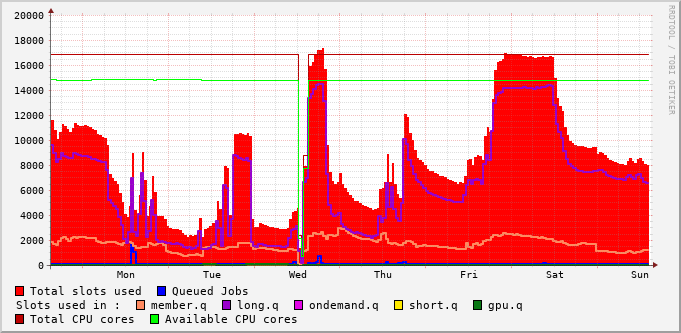 20000
18000
16000
14000
12000
10000
8000
6000
4000
2000
0
Mon Tue Wed Thu Fri Sat Sun
RRDTOOL / TOBI OETIKER
Total slots used Queued Jobs
Slots used in : member.q long.q ondemand.q short.q gpu.q
Total CPU cores Available CPU cores